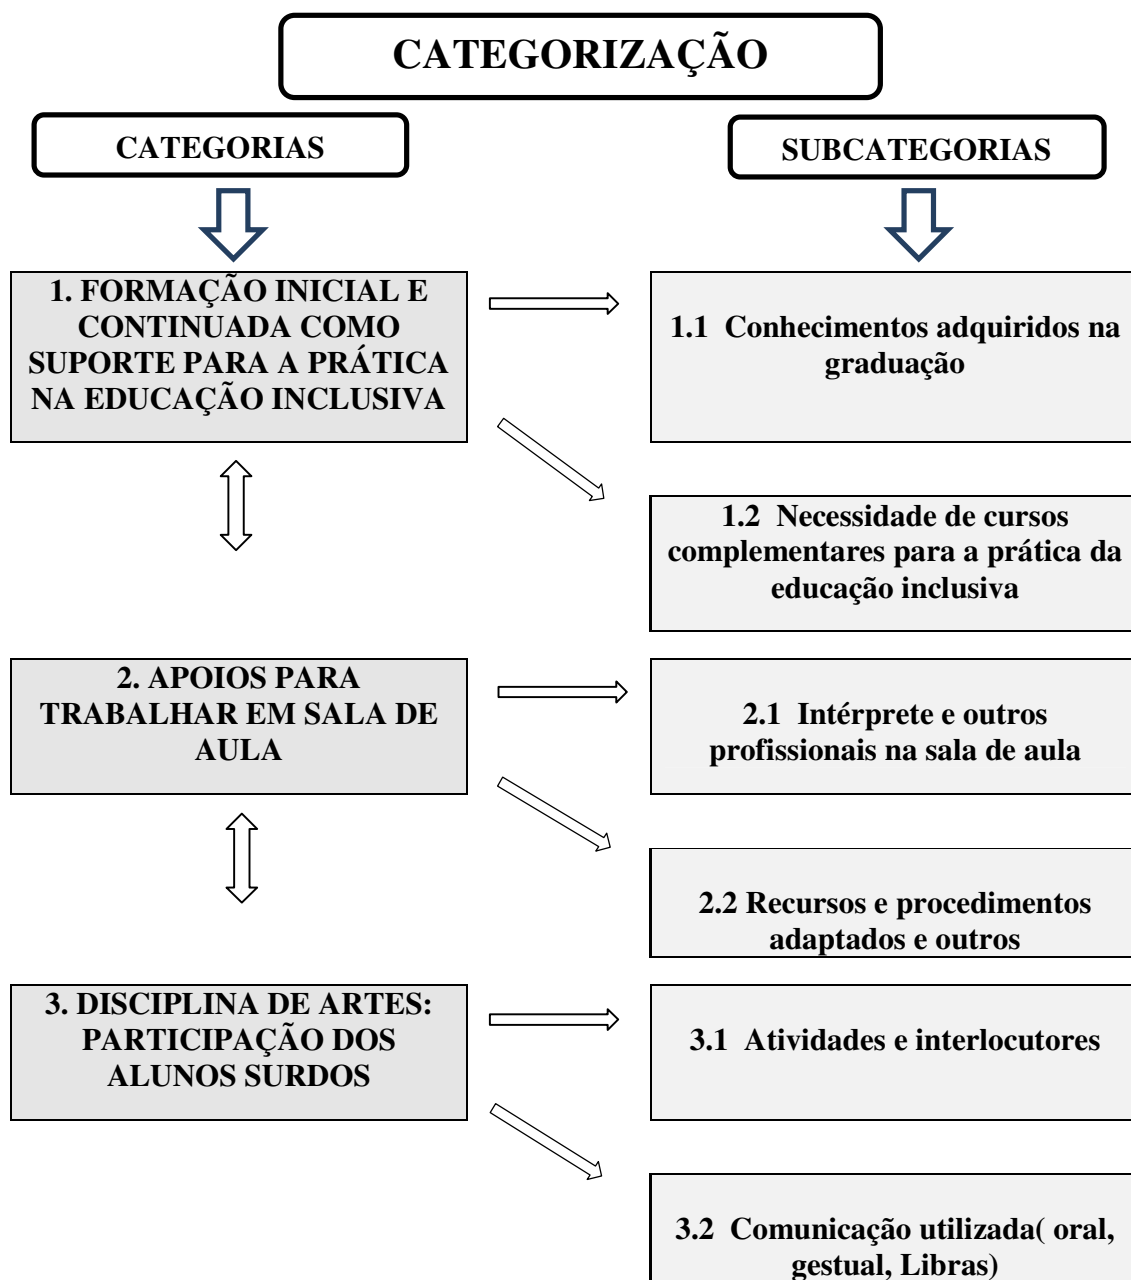 CATEGORIZAÇÃO
CATEGORIAS
SUBCATEGORIAS
1. FORMAÇÃO INICIAL E
CONTINUADA COMO
SUPORTE PARA A PRÁTICA
NA EDUCAÇÃO INCLUSIVA
1.1 Conhecimentos adquiridos na
graduação
1.2 Necessidade de cursos
complementares para a prática da
educação inclusiva
2. APOIOS PARA
TRABALHAR EM SALA DE
AULA
2.1 Intérprete e outros
profissionais na sala de aula
2.2 Recursos e procedimentos
adaptados e outros
3. DISCIPLINA DE ARTES:
PARTICIPAÇÃO DOS
ALUNOS SURDOS
3.1 Atividades e interlocutores
3.2 Comunicação utilizada( oral,
gestual, Libras)